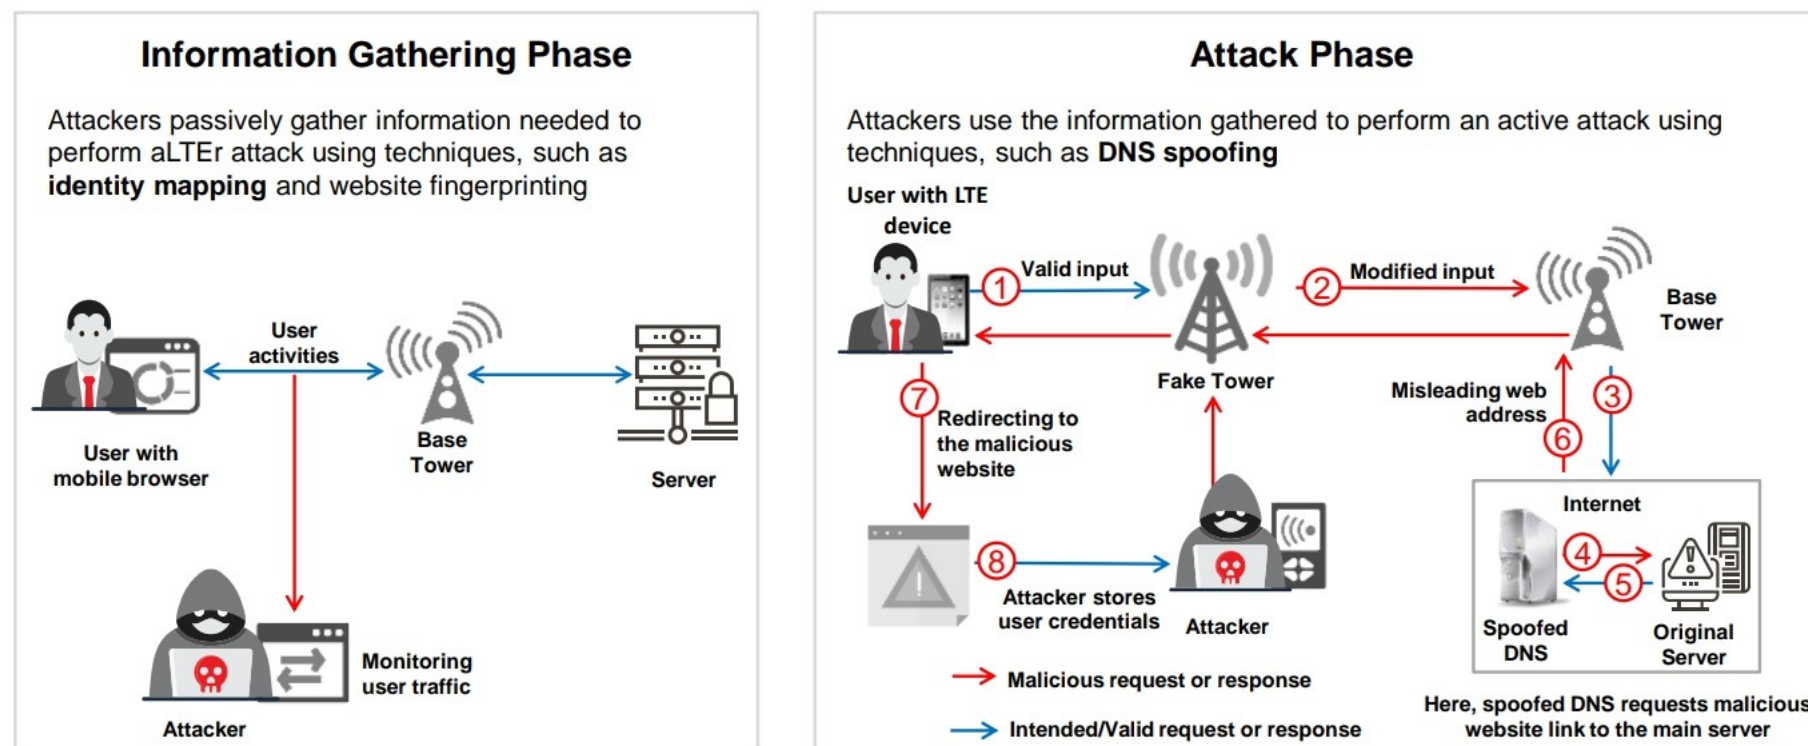 Information Gathering Phase
Attackers passively gather information needed to
perform aLTEr attack using techniques, such as
identity mapping and website fingerprinting
User
activities
User with
mobile browser
Base
Tower
Server
Monitoring
user traffic
Attacker
Attack Phase
Attackers use the information gathered to perform an active attack using
techniques, such as DNS spoofing
User with LTE
device
1
Valid input
2
Modified input
Base
Tower
Fake Tower
7
Redirecting to
the malicious
website
Misleading web
address
3
6
Internet
4
5
8
Attacker stores
user credentials
Attacker
Spoofed
DNS
Original
Server
Malicious request or response
Intended/Valid request or response
Here, spoofed DNS requests malicious
website link to the main server